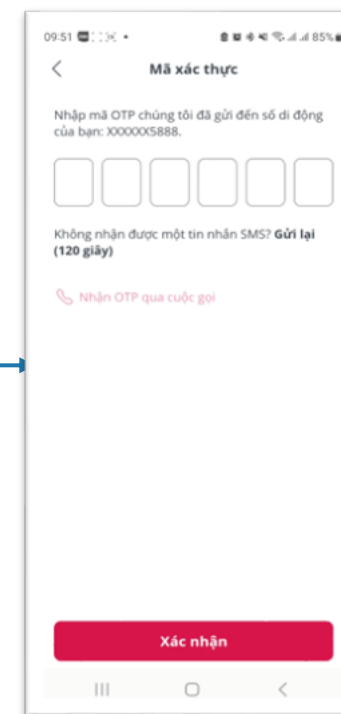 09:51
85%
Mã xác thực
Nhập mã OTP chúng tôi đã gửi đến số di động
của bạn: XXXXXX5888.
Không nhận được một tin nhắn SMS? Gửi lại
(120 giây)
Nhận OTP qua cuộc gọi
Xác nhận